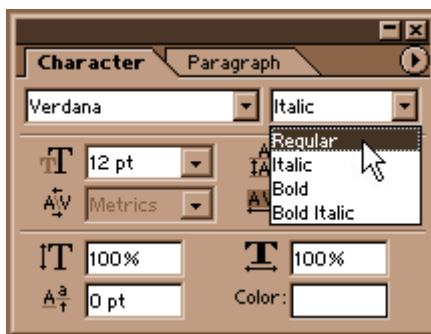 Character Paragraph
Verdana Italic
Regular
12 pt Italic
Metrics Bold
Bold Italic
100% 100%
0 pt Color: